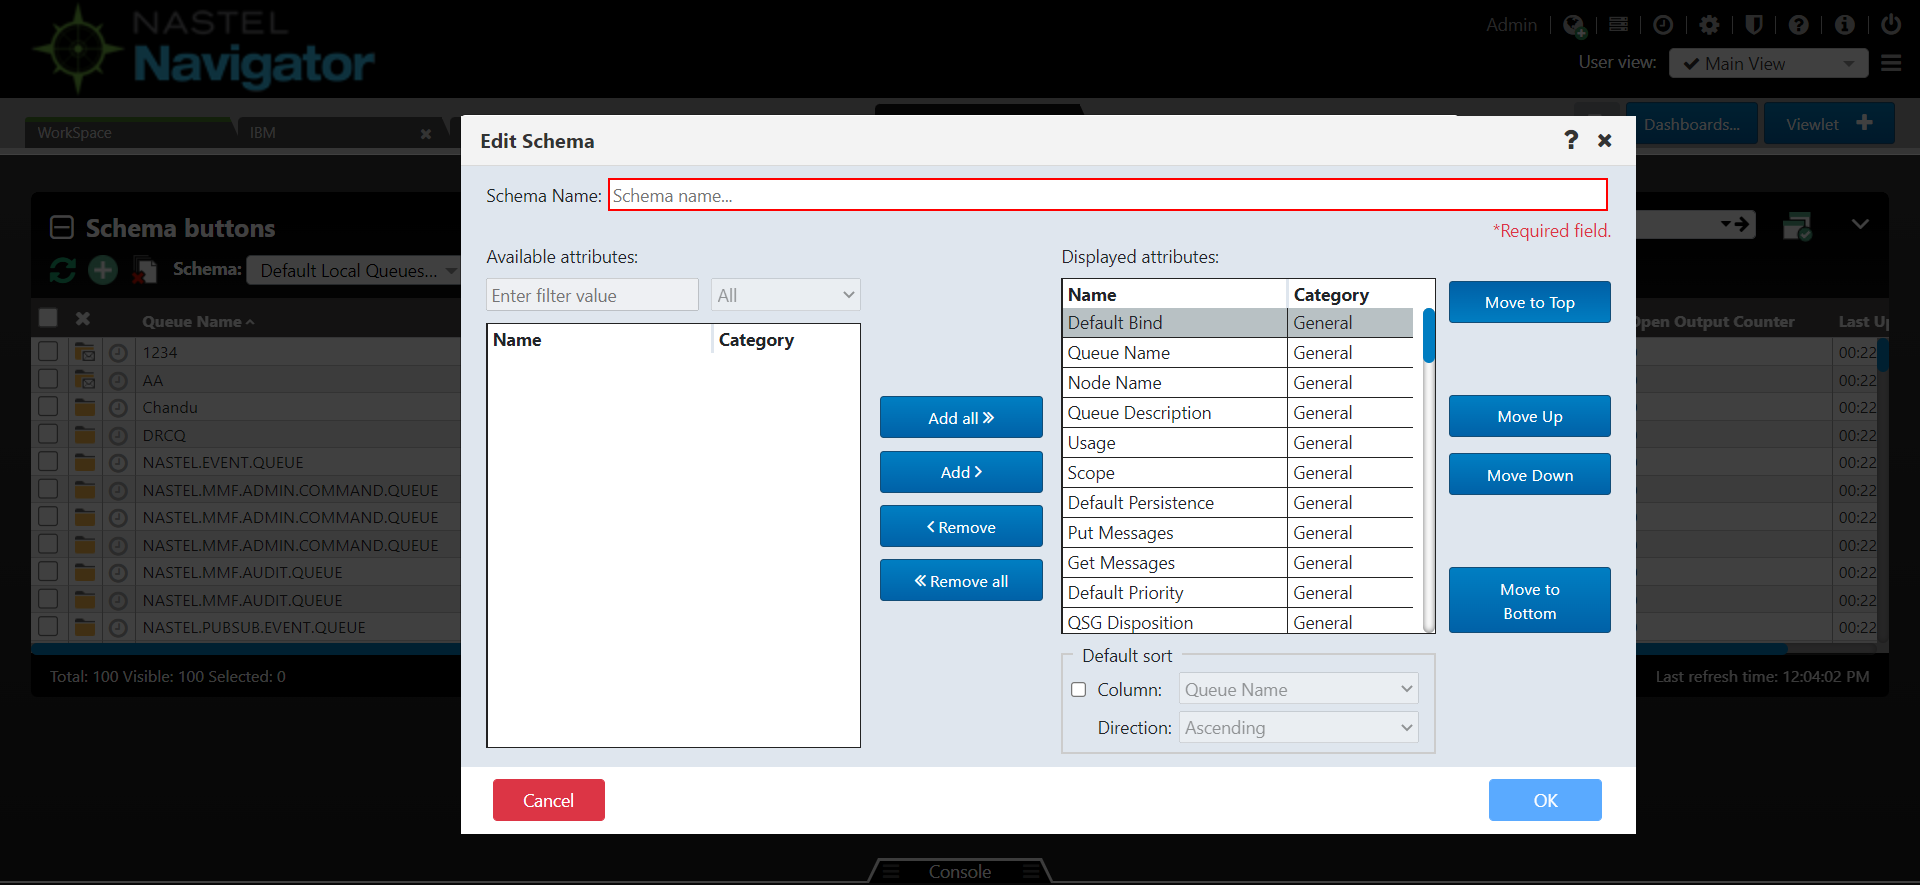 NASTEL
Navigator
Admin
User view: Main View
WorkSpace
IBM
Dashboards...
Viewlet
Edit Schema
Schema Name: Schema name...
*Required field.
Schema buttons
Schema: Default Local Queues...
Available attributes:
Enter filter value
All
Name Category
Displayed attributes:
Name Category
Default Bind General
Queue Name General
Node Name General
Queue Description General
Usage General
Scope General
Default Persistence General
Put Messages General
Get Messages General
Default Priority General
QSG Disposition General
Add all
Add
Remove
Remove all
Move to Top
Move Up
Move Down
Move to
Bottom
Default sort
Column: Queue Name
Direction: Ascending
Cancel
OK
Queue Name
Open Output Counter
1234 00:22
AA 00:22
Chandu 00:22
DRCQ 00:22
NASTEL.EVENT.QUEUE 00:22
NASTEL.MMF.ADMIN.COMMAND.QUEUE 00:22
NASTEL.MMF.ADMIN.COMMAND.QUEUE 00:22
NASTEL.MMF.ADMIN.COMMAND.QUEUE 00:22
NASTEL.MMF.AUDIT.QUEUE 00:22
NASTEL.MMF.AUDIT.QUEUE 00:22
NASTEL.PUBSUB.EVENT.QUEUE 00:22
Total: 100 Visible: 100 Selected: 0
Last refresh time: 12:04:02 PM
Console